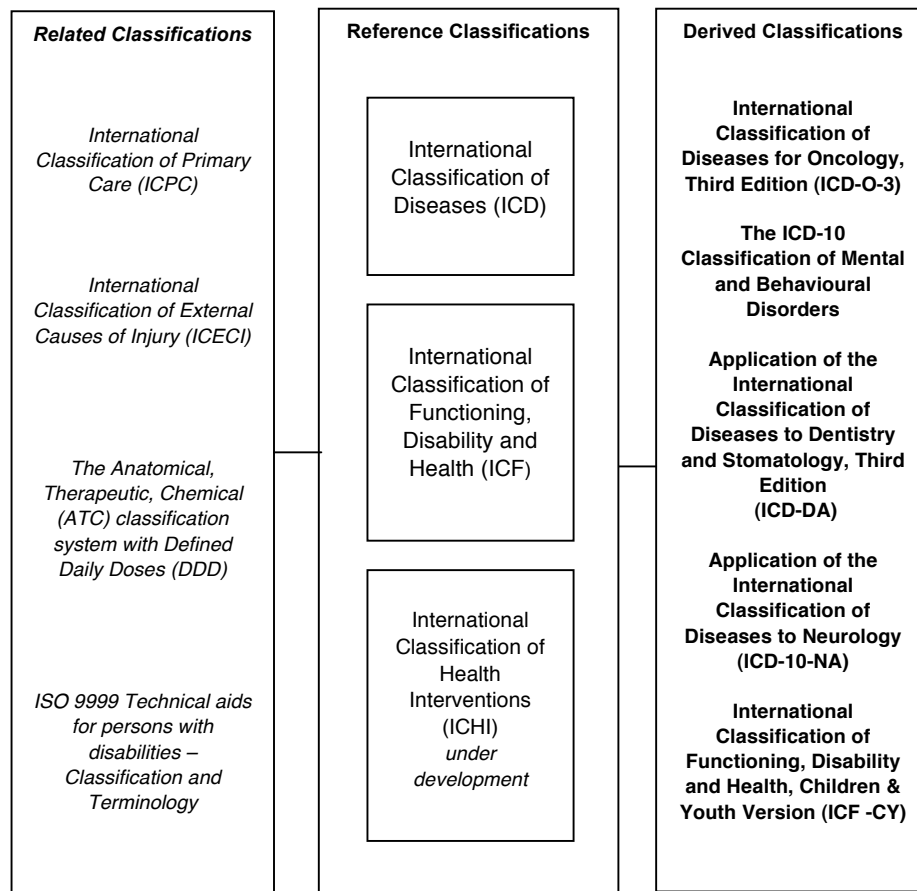 Related Classifications
International
Classification of Primary
Care (ICPC)
International
Classification of External
Causes of Injury (ICECI)
The Anatomical,
Therapeutic, Chemical
(ATC) classification
system with Defined
Daily Doses (DDD)
ISO 9999 Technical aids
for persons with
disabilities –
Classification and
Terminology
Reference Classifications
International
Classification of
Diseases (ICD)
International
Classification of
Functioning,
Disability and
Health (ICF)
International
Classification of
Health
Interventions
(ICHI)
under
development
Derived Classifications
International
Classification of
Diseases for Oncology,
Third Edition (ICD-O-3)
The ICD-10
Classification of Mental
and Behavioural
Disorders
Application of the
International
Classification of
Diseases to Dentistry
and Stomatology, Third
Edition
(ICD-DA)
Application of the
International
Classification of
Diseases to Neurology
(ICD-10-NA)
International
Classification of
Functioning, Disability
and Health, Children &
Youth Version (ICF -CY)